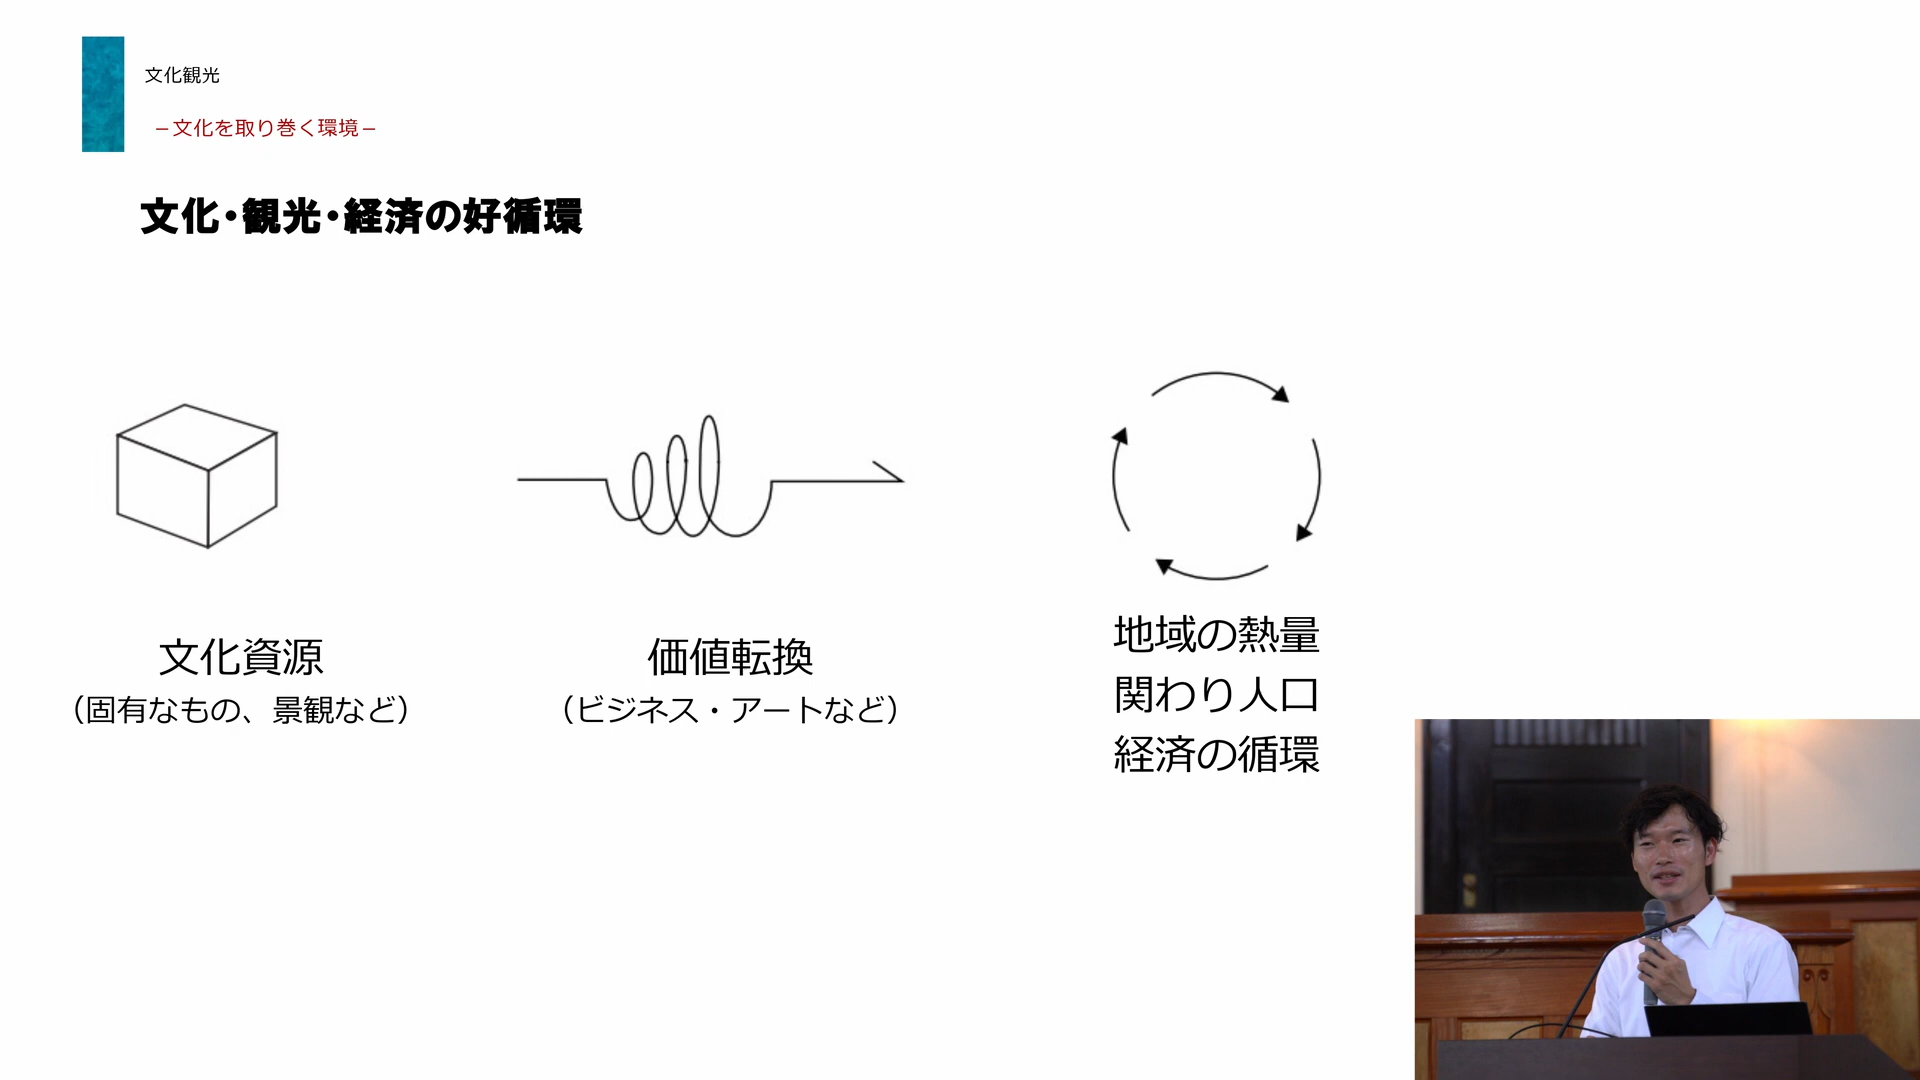 文化観光
– 文化を取り巻く環境 –
文化・観光・経済の好循環
文化資源
（固有なもの、景観など）
価値転換
（ビジネス・アートなど）
地域の熱量
関わり人口
経済の循環